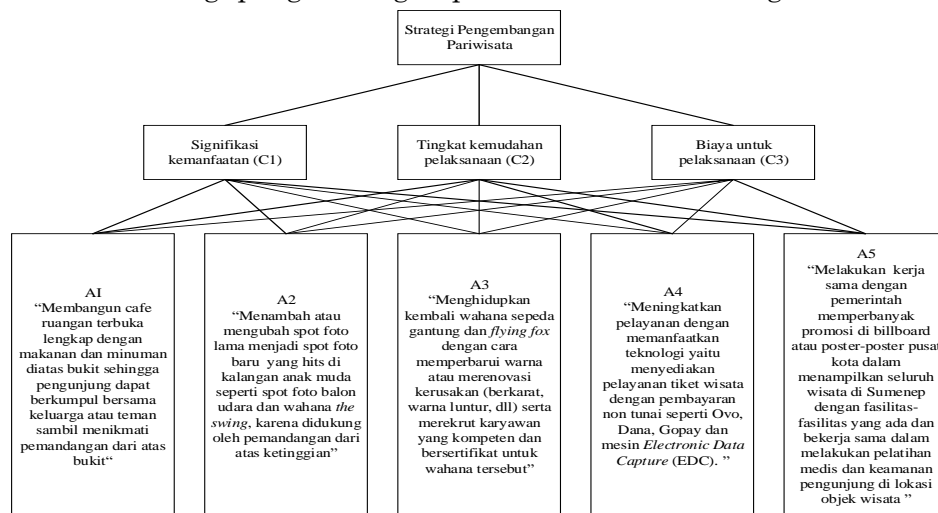 Strategi Pengembangan
Pariwisata
Signifikasi
kemanfaatan (C1)
Tingkat kemudahan
pelaksanaan (C2)
Biaya untuk
pelaksanaan (C3)
A1
“Membangun cafe
ruangan terbuka
lengkap dengan
makanan dan minuman
diatas bukit sehingga
pengunjung dapat
berkumpul bersama
keluarga atau teman
sambil menikmati
pemandangan dari atas
bukit“
A2
“Menambah atau
mengubah spot foto
lama menjadi spot foto
baru yang hits di
kalangan anak muda
seperti spot foto balon
udara dan wahana the
swing, karena didukung
oleh pemandangan dari
atas ketinggian”
A3
“Menghidupkan
kembali wahana sepeda
gantung dan flying fox
dengan cara
memperbarui warna
atau merenovasi
kerusakan (berkarat,
warna luntur, dll) serta
merekrut karyawan
yang kompeten dan
bersertifikat untuk
wahana tersebut”
A4
“Meningkatkan
pelayanan dengan
memanfaatkan
teknologi yaitu
menyediakan
pelayanan tiket wisata
dengan pembayaran
non tunai seperti Ovo,
Dana, Gopay dan
mesin Electronic Data
Capture (EDC). ”
A5
“Melakukan kerja
sama dengan
pemerintah
memperbanyak
promosi di billboard
atau poster-poster pusat
kota dalam
menampilkan seluruh
wisata di Sumenep
dengan fasilitas-
fasilitas yang ada dan
bekerja sama dalam
melakukan pelatihan
medis dan keamanan
pengunjung di lokasi
objek wisata ”